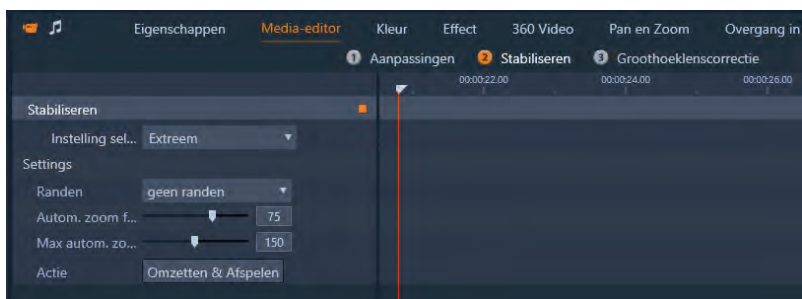 Eigenschappen Media-editor Kleur Effect 360 Video Pan en Zoom Overgang in
1 Aanpassingen 2 Stabiliseren 3 Groothoeklenscorrectie
00:00:22.00 00:00:24.00 00:00:26.00
Stabiliseren
Instelling sel... Extreem
Settings
Randen geen randen
Autom. zoom f... 75
Max autom. zo... 150
Actie Omzetten & Afspelen